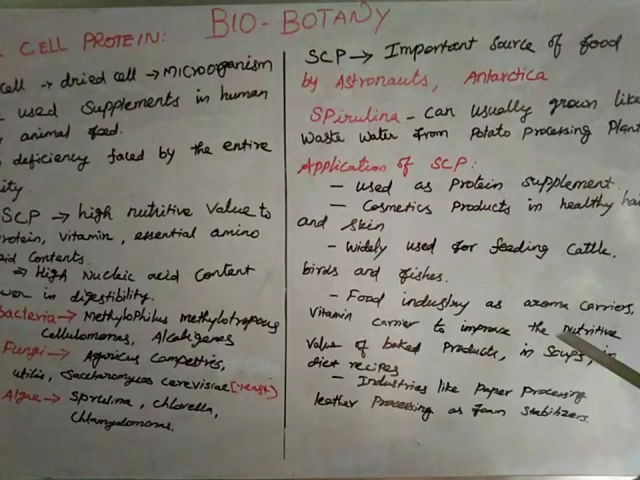 BIO-BOTANY
CELL PROTEIN:
cell → dried cell → MICROORGANISM
used Supplements in human
animal feed.
deficiency faced by the entire
ity.
SCP → high nutritive value to
rotein, vitamin, essential amino
id contents.
→ High Nucleic acid content
wer in digestibility.
bacteria → Methylophilus methylotropous
Cellulomonas, Alcaligenes
Fungi → Agaricus campestris,
utilis, Saccharomyces cerevisiae (yeast)
Algae → Spirulina, chlorella,
Chlamydomonas.
SCP → Important Source of food
by Astronauts, Antarctica
SPirulina - can usually grown like
waste water from Potato Processing Plant
Application of SCP:
- used as Protein supplement.
- Cosmetics Products in healthy hai
and skin
- Widely used for feeding Cattle,
birds and fishes.
- Food industry as aroma carriers,
vitamin carrier to improve the nutritive
value of baked Products, in Soups, in
diet recipes
- Industries like Paper Processing
leather Processing as foam Stabilizers.